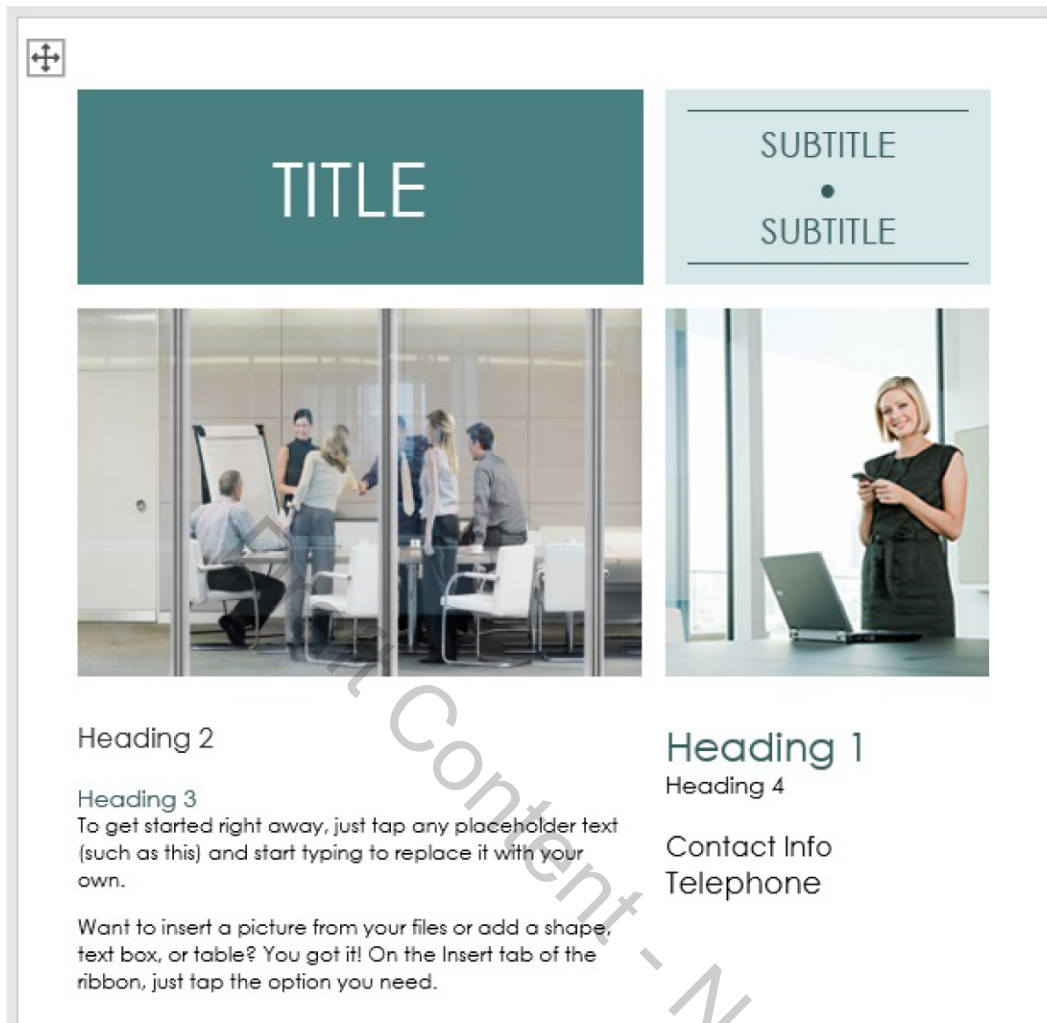 TITLE
SUBTITLE
•
SUBTITLE
Heading 2
Heading 3
To get started right away, just tap any placeholder text
(such as this) and start typing to replace it with your
own.
Want to insert a picture from your files or add a shape,
text box, or table? You got it! On the Insert tab of the
ribbon, just tap the option you need.
Heading 1
Heading 4
Contact Info
Telephone
Content -